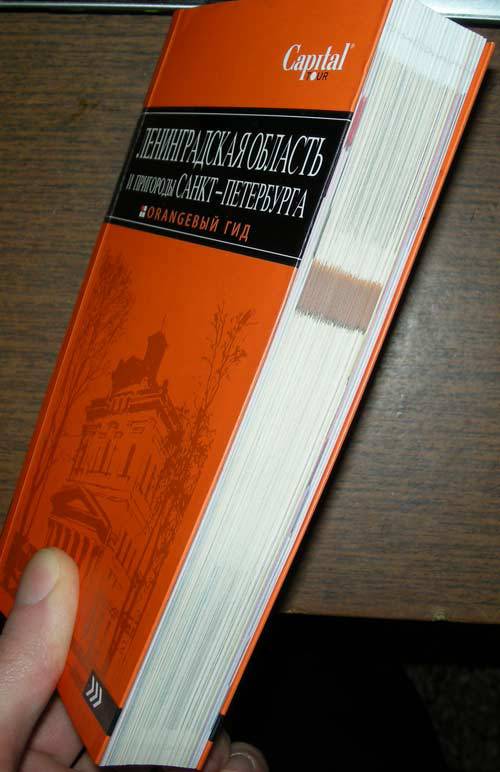 Capital
TOUR
ЛЕНИНГРАДСКАЯ ОБЛАСТЬ
И ПРИГОРОДЫ САНКТ-ПЕТЕРБУРГА
ORANGEВЫЙ ГИД